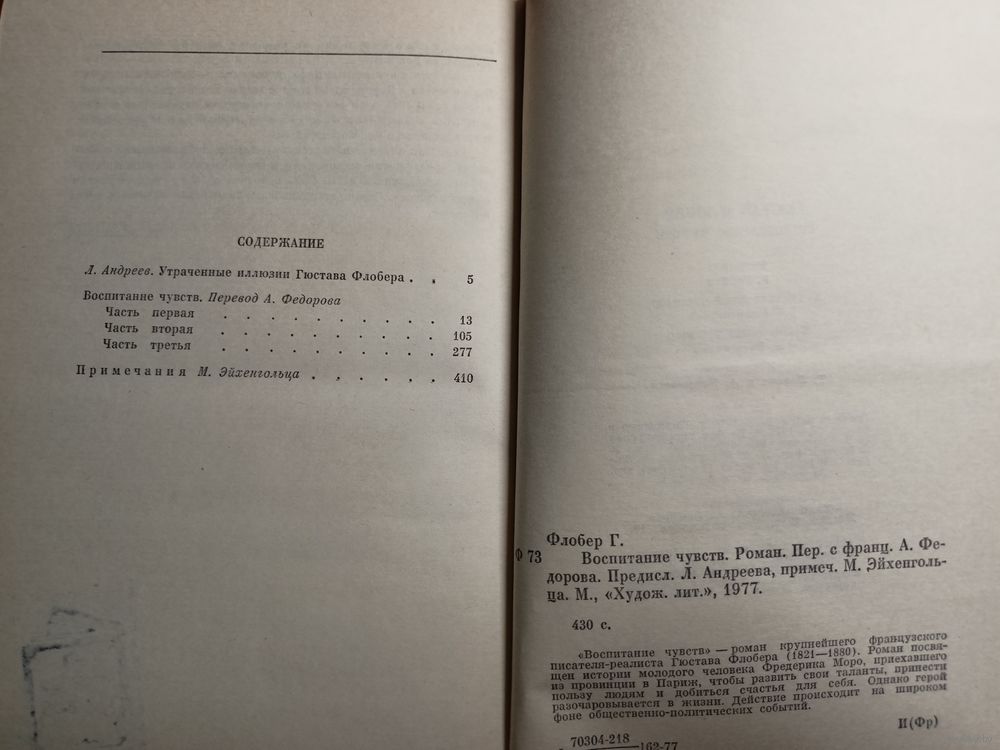 СОДЕРЖАНИЕ
Л. Андреев. Утраченные иллюзии Гюстава Флобера . . 5
Воспитание чувств. Перевод А. Федорова
Часть первая . . . . . . . . . . 13
Часть вторая . . . . . . . . . . 105
Часть третья . . . . . . . . . . 277
Примечания М. Эйхенгольца . . . . . . 410
Флобер Г.
Ф 73 Воспитание чувств. Роман. Пер. с франц. А. Фе-
дорова. Предисл. Л. Андреева, примеч. М. Эйхенголь-
ца. М., «Худож. лит.», 1977.
430 с.
«Воспитание чувств» — роман крупнейшего французского
писателя-реалиста Гюстава Флобера (1821—1880). Роман посвя-
щен истории молодого человека Фредерика Моро, приехавшего
из провинции в Париж, чтобы развить свои таланты, принести
пользу людям и добиться счастья для себя. Однако герой
разочаровывается в жизни. Действие происходит на широком
фоне общественно-политических событий.
И(Фр)
70304-218
162-77